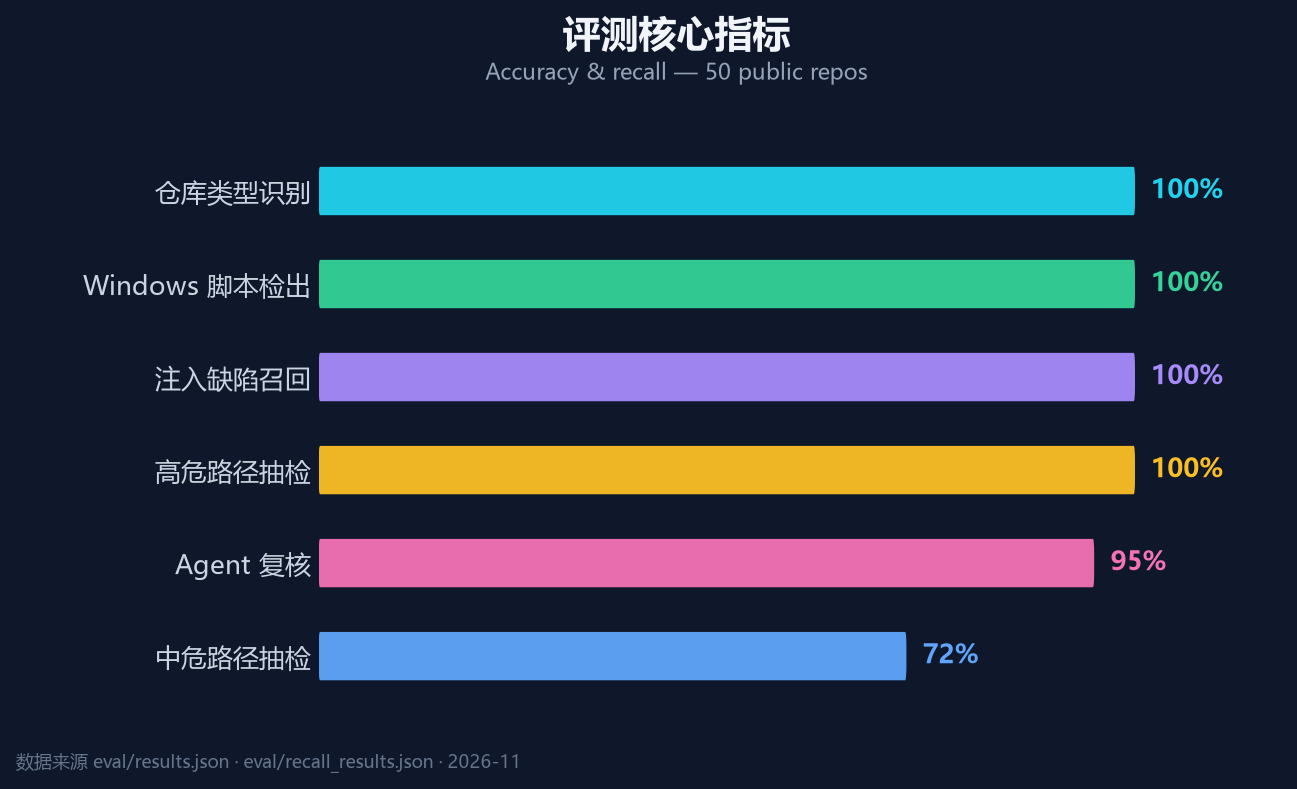 评测核心指标
Accuracy & recall — 50 public repos
仓库类型识别 100%
Windows 脚本检出 100%
注入缺陷召回 100%
高危路径抽检 100%
Agent 复核 95%
中危路径抽检 72%
数据来源 eval/results.json · eval/recall_results.json · 2026-11